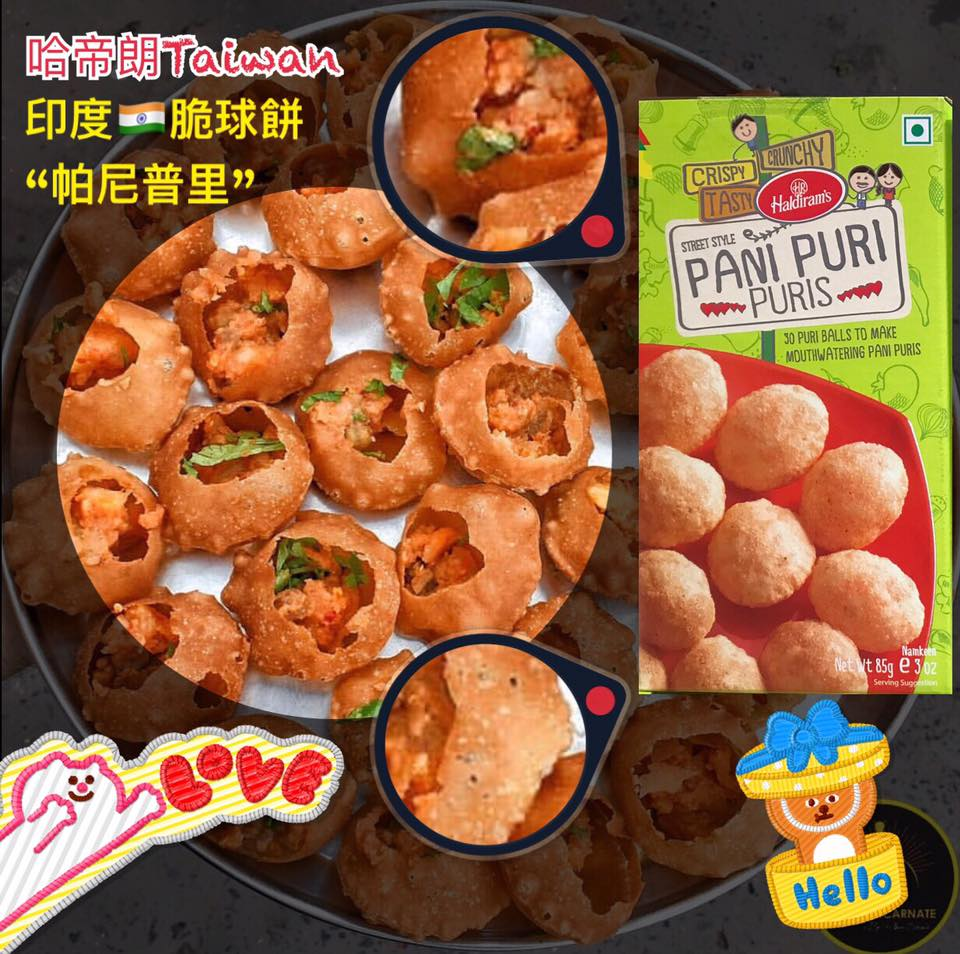 哈帝朗Taiwan
印度🇮🇳脆球餅
“帕尼普里”
CRISPY
CRUNCHY
TASTY
HR
Haldiram's
STREET STYLE
PANI PURI
PURIS
30 PURI BALLS TO MAKE
MOUTHWATERING PANI PURIS
Namkeen
Net Wt 85g e 3 oz
Serving Suggestion
LOVE
Hello
CARNATE